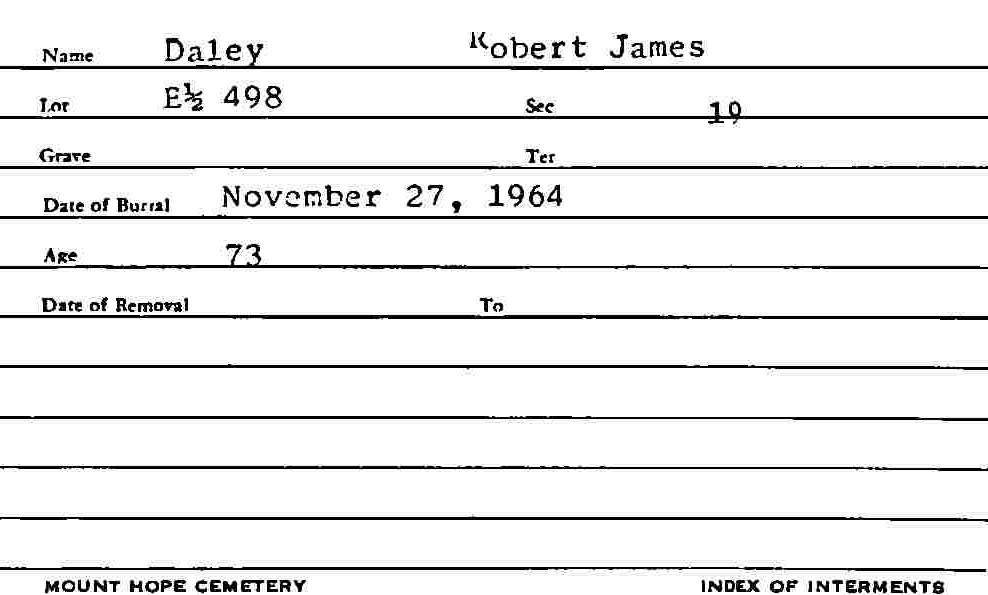 Name Daley Robert James
Lot E½ 498 Sec 19
Grave Ter
Date of Burial November 27, 1964
Age 73
Date of Removal To
MOUNT HOPE CEMETERY INDEX OF INTERMENTS